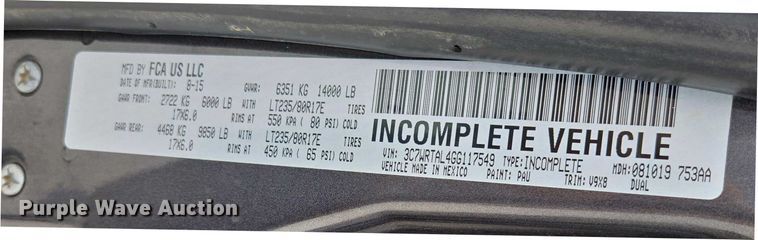 MFD BY FCA US LLC
DATE OF MFR(BUILT): 8-15 GVWR: 6351 KG 14000 LB
GAWR FRONT: 2722 KG 6000 LB WITH LT235/80R17E TIRES
17X6.0 RIMS AT 550 KPA ( 80 PSI) COLD
GAWR REAR: 4468 KG 9850 LB WITH LT235/80R17E TIRES
17X6.0 RIMS AT 450 KPA ( 65 PSI) COLD
INCOMPLETE VEHICLE
VIN: 3C7WRTAL4GG117549 TYPE: INCOMPLETE MDH: 081019 753AA
VEHICLE MADE IN MEXICO PAINT: PAU TRIM: V9X8 DUAL
Purple Wave Auction